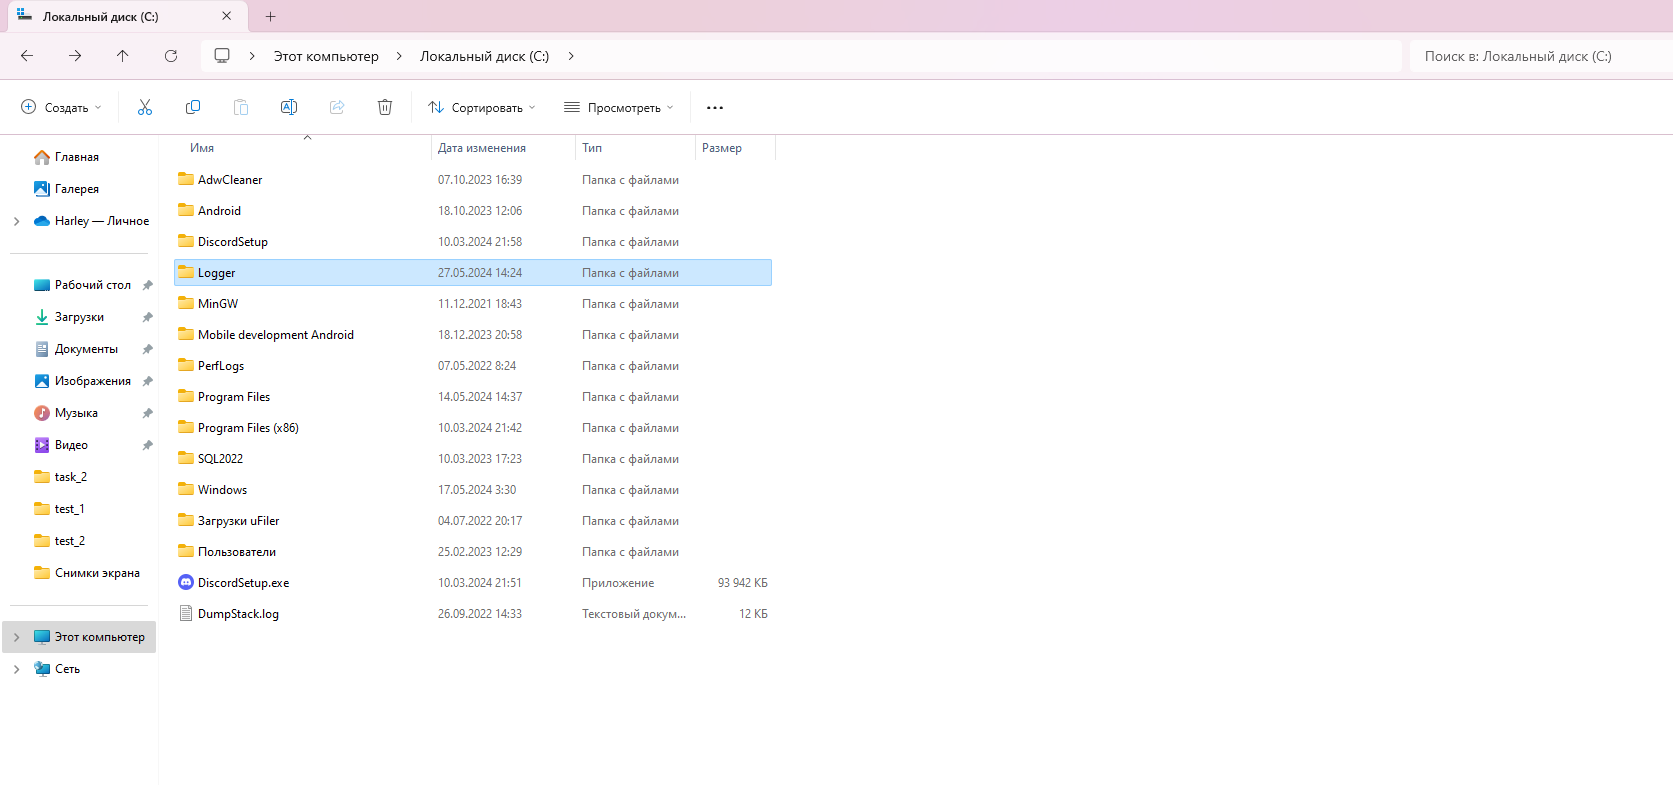 Локальный диск (C:)
Этот компьютер Локальный диск (C:) Поиск в: Локальный диск (C:)
Создать Сортировать Просмотреть
Имя Дата изменения Тип Размер
Главная
Галерея
Harley — Личное
Рабочий стол
Загрузки
Документы
Изображения
Музыка
Видео
task_2
test_1
test_2
Снимки экрана
Этот компьютер
Сеть
AdwCleaner 07.10.2023 16:39 Папка с файлами
Android 18.10.2023 12:06 Папка с файлами
DiscordSetup 10.03.2024 21:58 Папка с файлами
Logger 27.05.2024 14:24 Папка с файлами
MinGW 11.12.2021 18:43 Папка с файлами
Mobile development Android 18.12.2023 20:58 Папка с файлами
PerfLogs 07.05.2022 8:24 Папка с файлами
Program Files 14.05.2024 14:37 Папка с файлами
Program Files (x86) 10.03.2024 21:42 Папка с файлами
SQL2022 10.03.2023 17:23 Папка с файлами
Windows 17.05.2024 3:30 Папка с файлами
Загрузки uFiler 04.07.2022 20:17 Папка с файлами
Пользователи 25.02.2023 12:29 Папка с файлами
DiscordSetup.exe 10.03.2024 21:51 Приложение 93 942 КБ
DumpStack.log 26.09.2022 14:33 Текстовый докум... 12 КБ